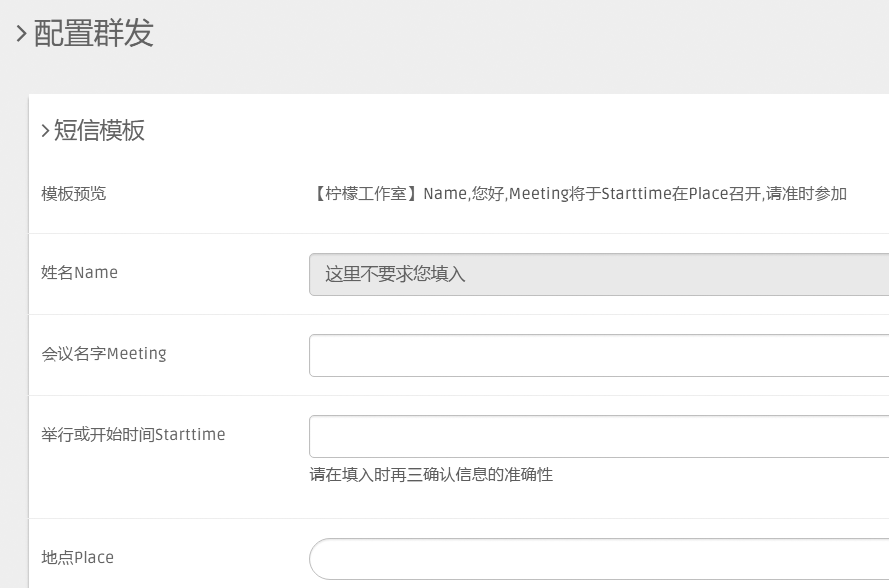 配置群发
短信模板
模板预览
【柠檬工作室】Name,您好,Meeting将于Starttime在Place召开,请准时参加
姓名Name
这里不要求您填入
会议名字Meeting
举行或开始时间Starttime
请在填入时再三确认信息的准确性
地点Place